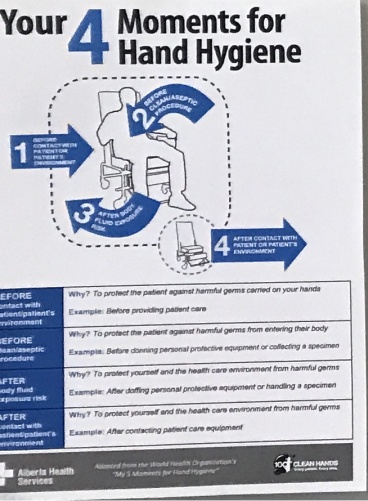 Your 4 Moments for
Hand Hygiene
1
BEFORE
CONTACT WITH
PATIENT OR
PATIENT'S
ENVIRONMENT
2
BEFORE
CLEAN/ASEPTIC
PROCEDURE
3
AFTER BODY
FLUID EXPOSURE
RISK
4
AFTER CONTACT WITH
PATIENT OR PATIENT'S
ENVIRONMENT
EFORE
ontact with
atient/patient's
nvironment
Why? To protect the patient against harmful germs carried on your hands
Example: Before providing patient care
EFORE
lean/aseptic
rocedure
Why? To protect the patient against harmful germs from entering their body
Example: Before donning personal protective equipment or collecting a specimen
AFTER
ody fluid
xposure risk
Why? To protect yourself and the health care environment from harmful germs
Example: After doffing personal protective equipment or handling a specimen
AFTER
ontact with
atient/patient's
nvironment
Why? To protect yourself and the health care environment from harmful germs
Example: After contacting patient care equipment
Alberta Health
Services
Adapted from the World Health Organization's
"My 5 Moments for Hand Hygiene"
CLEAN HANDS